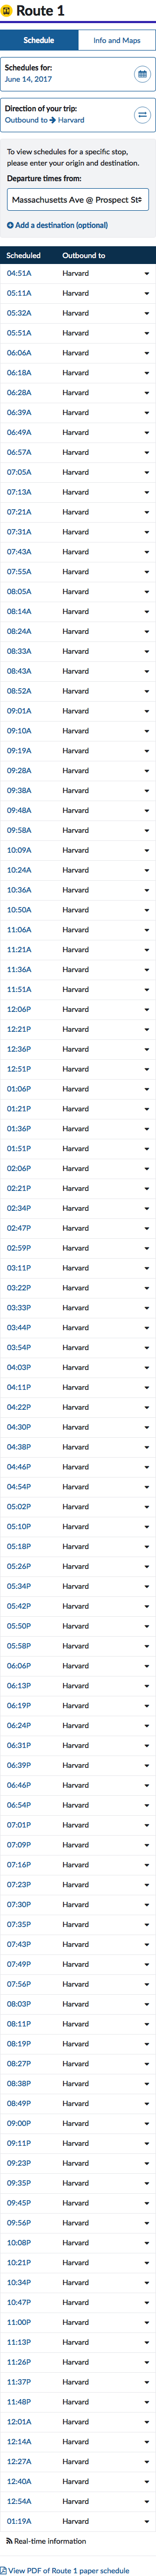 Route 1
Schedule
Info and Maps
Schedules for:
June 14, 2017
Direction of your trip:
Outbound to → Harvard
To view schedules for a specific stop,
please enter your origin and destination.
Departure times from:
Massachusetts Ave @ Prospect St
Add a destination (optional)
Scheduled Outbound to
04:51A Harvard
05:11A Harvard
05:32A Harvard
05:51A Harvard
06:06A Harvard
06:18A Harvard
06:28A Harvard
06:39A Harvard
06:49A Harvard
06:57A Harvard
07:05A Harvard
07:13A Harvard
07:21A Harvard
07:31A Harvard
07:43A Harvard
07:55A Harvard
08:05A Harvard
08:14A Harvard
08:24A Harvard
08:33A Harvard
08:43A Harvard
08:52A Harvard
09:01A Harvard
09:10A Harvard
09:19A Harvard
09:28A Harvard
09:38A Harvard
09:48A Harvard
09:58A Harvard
10:09A Harvard
10:24A Harvard
10:36A Harvard
10:50A Harvard
11:06A Harvard
11:21A Harvard
11:36A Harvard
11:51A Harvard
12:06P Harvard
12:21P Harvard
12:36P Harvard
12:51P Harvard
01:06P Harvard
01:21P Harvard
01:36P Harvard
01:51P Harvard
02:06P Harvard
02:21P Harvard
02:34P Harvard
02:47P Harvard
02:59P Harvard
03:11P Harvard
03:22P Harvard
03:33P Harvard
03:44P Harvard
03:54P Harvard
04:03P Harvard
04:11P Harvard
04:22P Harvard
04:30P Harvard
04:38P Harvard
04:46P Harvard
04:54P Harvard
05:02P Harvard
05:10P Harvard
05:18P Harvard
05:26P Harvard
05:34P Harvard
05:42P Harvard
05:50P Harvard
05:58P Harvard
06:06P Harvard
06:13P Harvard
06:19P Harvard
06:24P Harvard
06:31P Harvard
06:39P Harvard
06:46P Harvard
06:54P Harvard
07:01P Harvard
07:09P Harvard
07:16P Harvard
07:23P Harvard
07:30P Harvard
07:35P Harvard
07:43P Harvard
07:49P Harvard
07:56P Harvard
08:03P Harvard
08:11P Harvard
08:19P Harvard
08:27P Harvard
08:38P Harvard
08:49P Harvard
09:00P Harvard
09:11P Harvard
09:23P Harvard
09:35P Harvard
09:45P Harvard
09:56P Harvard
10:08P Harvard
10:21P Harvard
10:34P Harvard
10:47P Harvard
11:00P Harvard
11:13P Harvard
11:26P Harvard
11:37P Harvard
11:48P Harvard
12:01A Harvard
12:14A Harvard
12:27A Harvard
12:40A Harvard
12:54A Harvard
01:19A Harvard
Real-time information
View PDF of Route 1 paper schedule